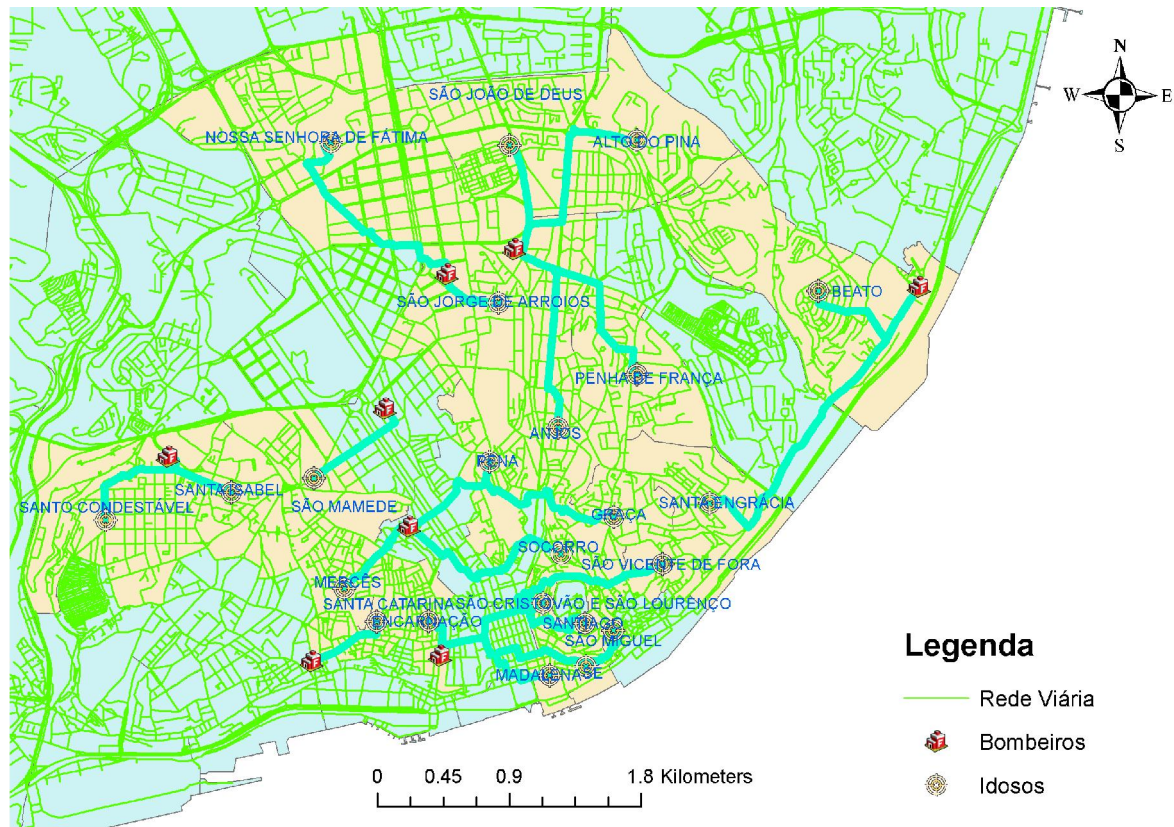 N
W E
S
SÃO JOÃO DE DEUS
NOSSA SENHORA DE FÁTIMA
ALTO DO PINA
BEATO
SÃO JORGE DE ARROIOS
PENHA DE FRANÇA
ANJOS
PENA
SANTA ISABEL
SÃO MAMEDE
SANTO CONDESTÁVEL
SANTA ENGRÁCIA
GRAÇA
SOCORRO
SÃO VICENTE DE FORA
MERCÊS
SANTA CATARINA
SÃO CRISTOVÃO E SÃO LOURENÇO
ENCARNAÇÃO
SANTIAGO
SÃO MIGUEL
MADALENA
SÉ
Legenda
Rede Viária
Bombeiros
Idosos
0 0.45 0.9 1.8 Kilometers